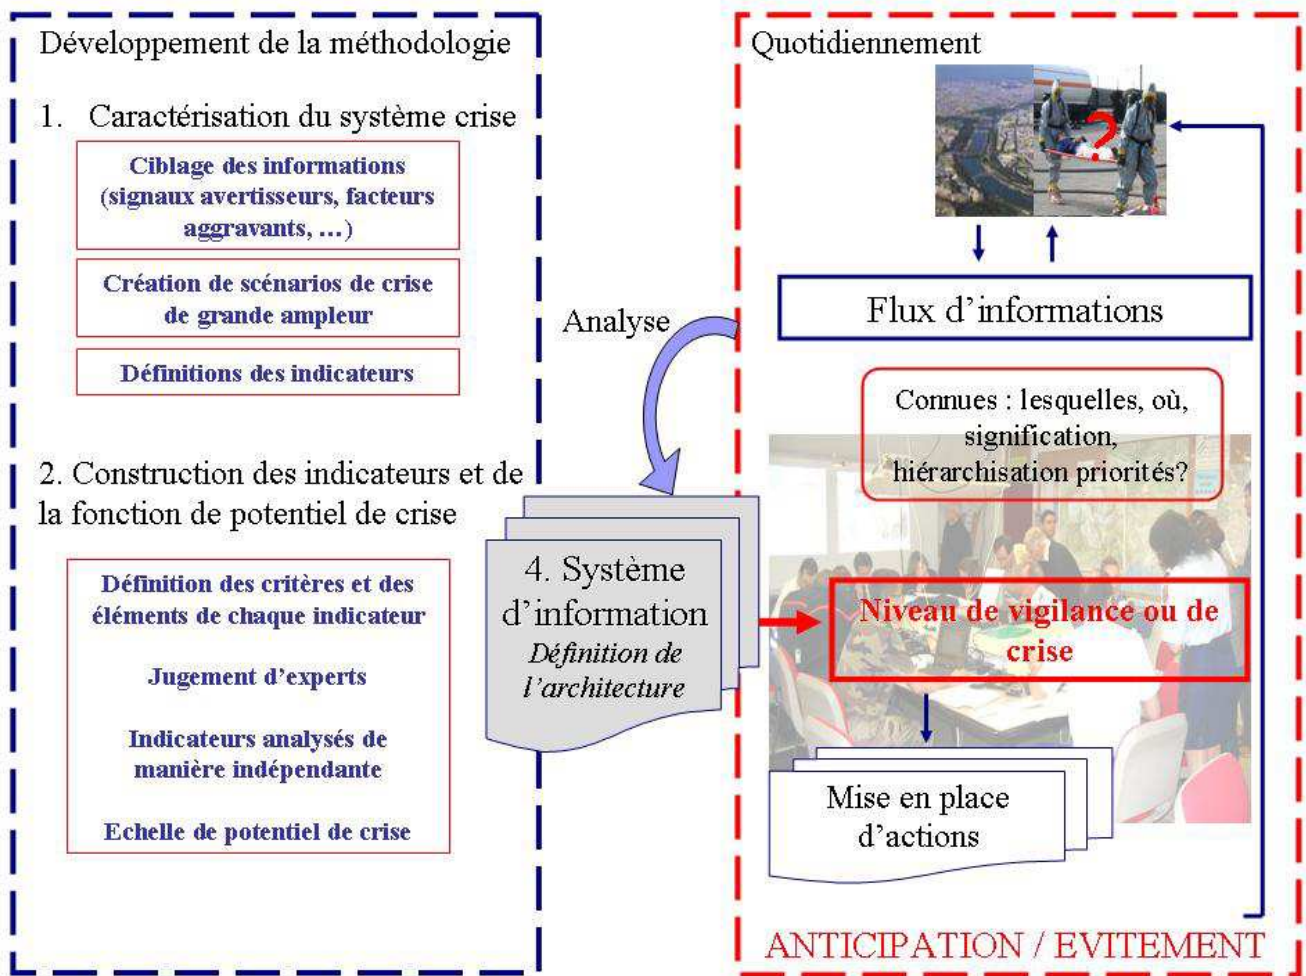 Développement de la méthodologie
1. Caractérisation du système crise
Ciblage des informations
(signaux avertisseurs, facteurs
aggravants, …)
Création de scénarios de crise
de grande ampleur
Définitions des indicateurs
2. Construction des indicateurs et de
la fonction de potentiel de crise
Définition des critères et des
éléments de chaque indicateur
Jugement d’experts
Indicateurs analysés de
manière indépendante
Echelle de potentiel de crise
Analyse
4. Système
d’information
Définition de
l’architecture
Quotidiennement
?
Flux d’informations
Connues : lesquelles, où,
signification,
hiérarchisation priorités?
Niveau de vigilance ou de
crise
Mise en place
d’actions
ANTICIPATION / EVITEMENT